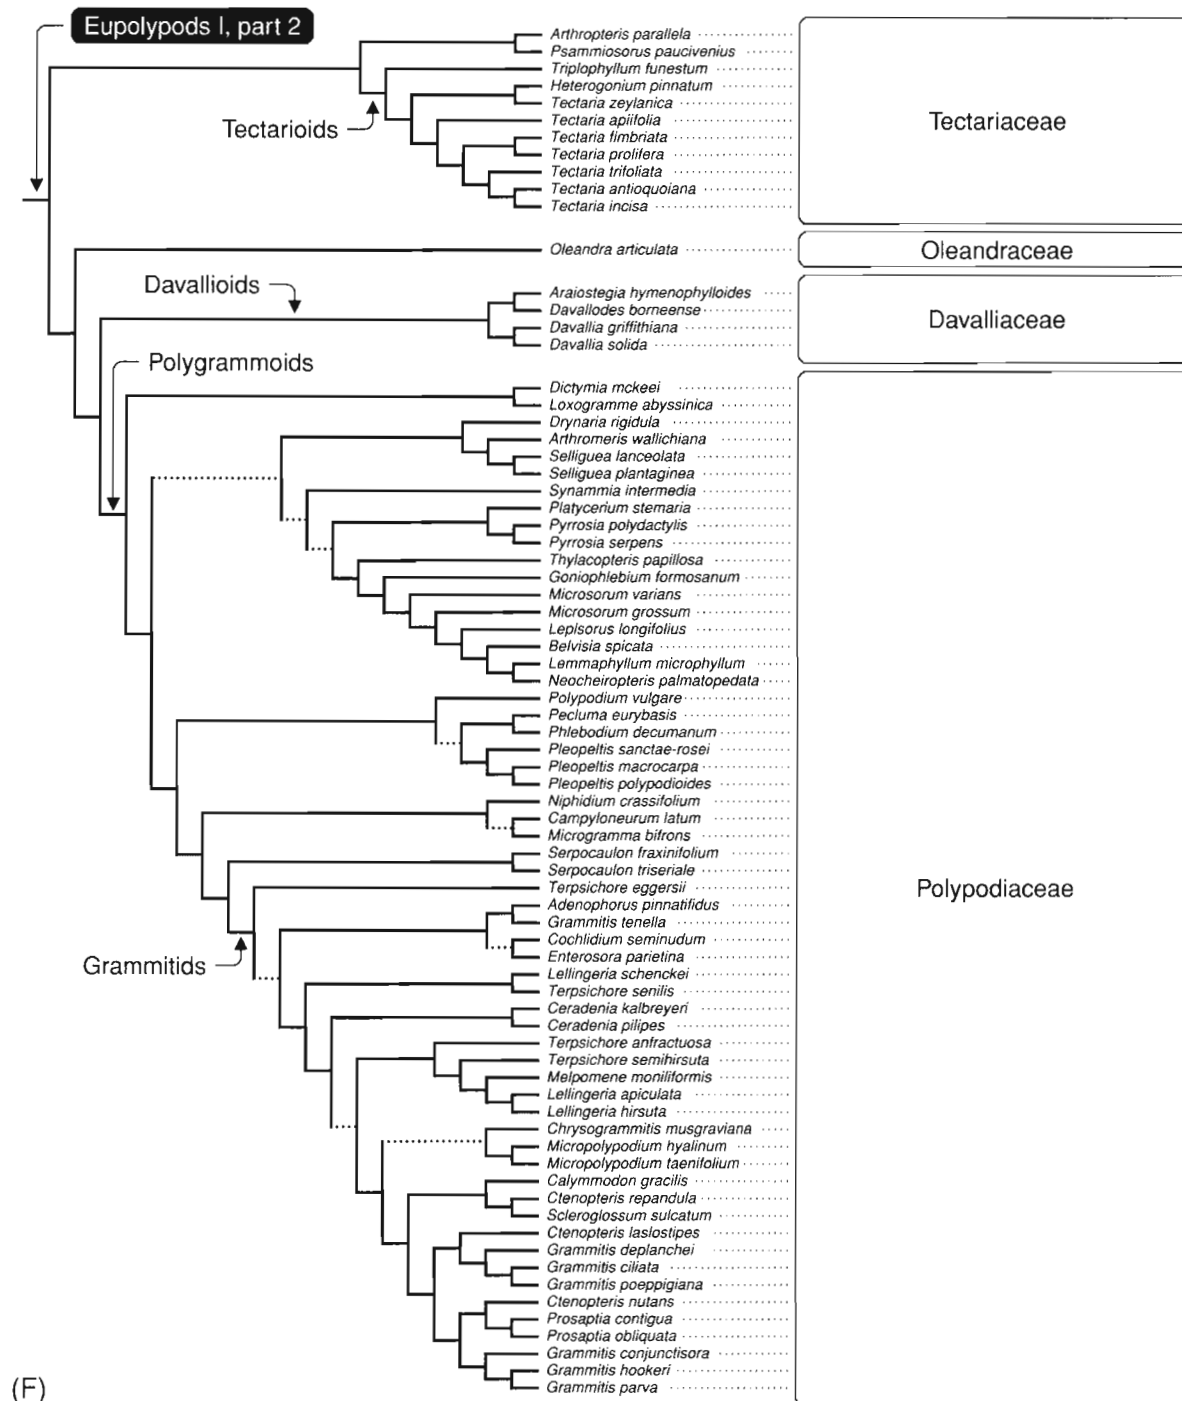 Eupolypods I, part 2
Arthropteris parallela
Psammiosorus paucivenius
Triplophyllum funestum
Heterogonium pinnatum
Tectaria zeylanica
Tectarioids
Tectaria apiifolia
Tectariaceae
Tectaria fimbriata
Tectaria prolifera
Tectaria trifoliata
Tectaria antioquoiana
Tectaria incisa
Oleandra articulata
Oleandraceae
Davallioids
Araiostegia hymenophylloides
Davallodes borneense
Davallia griffithiana
Davalliaceae
Davallia solida
Polygrammoids
Dictymia mckeei
Loxogramme abyssinica
Drynaria rigidula
Arthromeris wallichiana
Selliguea lanceolata
Selliguea plantaginea
Synammia intermedia
Platycerium stemaria
Pyrrosia polydactylis
Pyrrosia serpens
Thylacopteris papillosa
Goniophlebium formosanum
Microsorum varians
Microsorum grossum
Lepisorus longifolius
Belvisia spicata
Lemmaphyllum microphyllum
Neocheiropteris palmatopedata
Polypodium vulgare
Pecluma eurybasis
Phlebodium decumanum
Pleopeltis sanctae-rosei
Pleopeltis macrocarpa
Pleopeltis polypodioides
Niphidium crassifolium
Campyloneurum latum
Microgramma bifrons
Serpocaulon fraxinifolium
Serpocaulon triseriale
Terpsichore eggersii
Polypodiaceae
Adenophorus pinnatifidus
Grammitis tenella
Cochlidium seminudum
Enterosora parietina
Grammitids
Lellingeria schenckei
Terpsichore senilis
Ceradenia kalbreyeri
Ceradenia pilipes
Terpsichore anfractuosa
Terpsichore semihirsuta
Melpomene moniliformis
Lellingeria apiculata
Lellingeria hirsuta
Chrysogrammitis musgraviana
Micropolypodium hyalinum
Micropolypodium taenifolium
Calymmodon gracilis
Ctenopteris repandula
Scleroglossum sulcatum
Ctenopteris laslostipes
Grammitis deplanchei
Grammitis ciliata
Grammitis poeppigiana
Ctenopteris nutans
Prosaptia contigua
Prosaptia obliquata
Grammitis conjunctisora
Grammitis hookeri
Grammitis parva
(F)